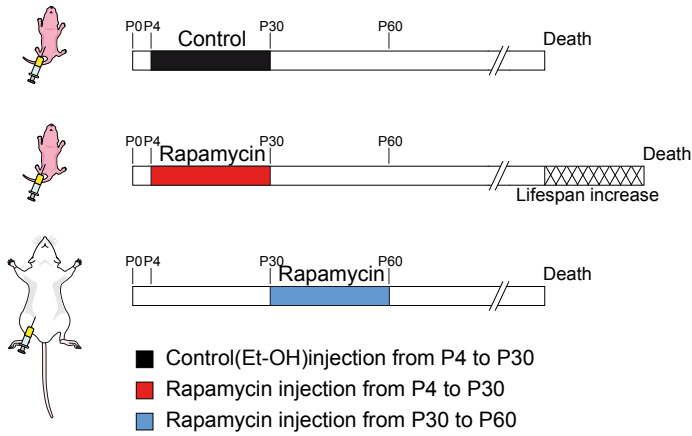 P0 P4 P30 P60
Control
Death
P0 P4 P30 P60
Rapamycin
Death
Lifespan increase
P0 P4 P30 P60
Rapamycin
Death
Control(Et-OH)injection from P4 to P30
Rapamycin injection from P4 to P30
Rapamycin injection from P30 to P60